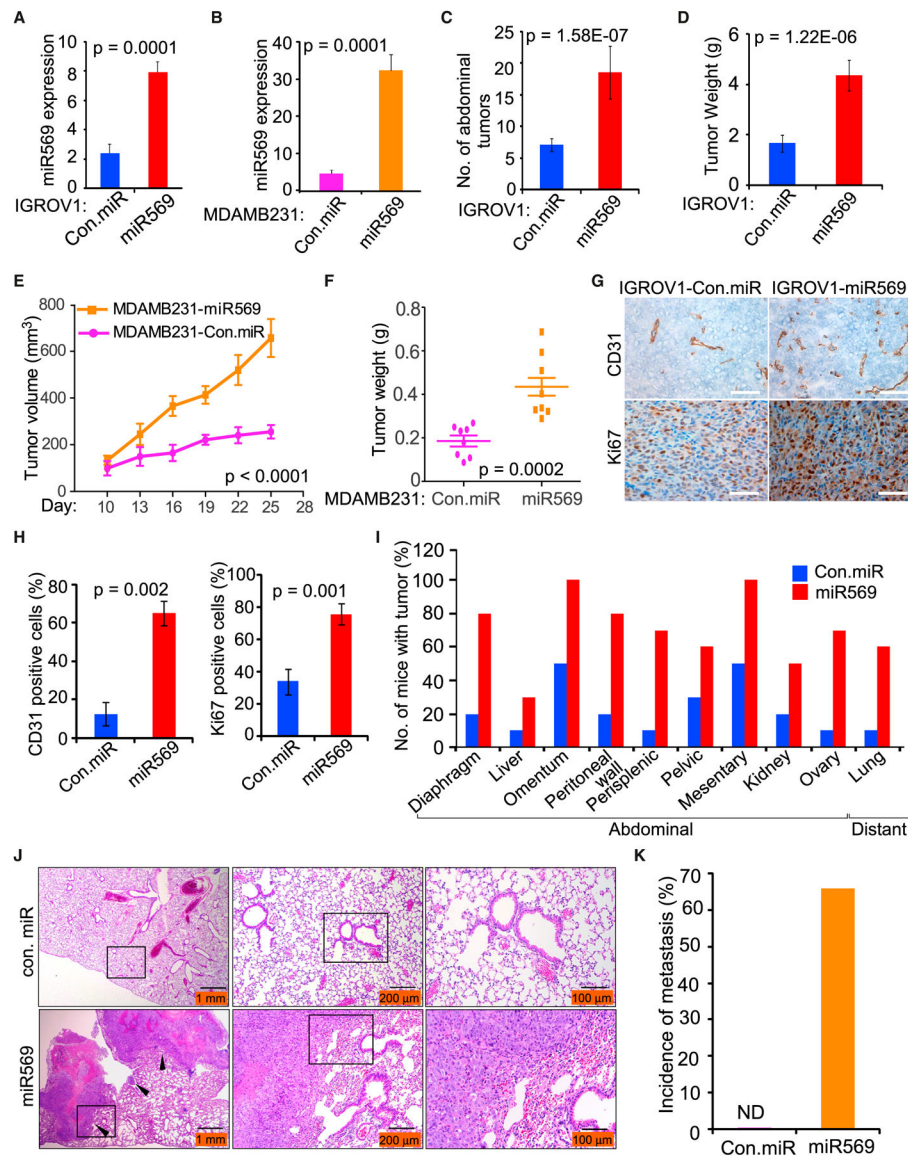 A
miR569 expression
8
6
4
2
0
p = 0.0001
IGROV1:
Con.miR
miR569
B
miR569 expression
40
30
20
10
0
p = 0.0001
MDAMB231:
Con.miR
miR569
C
No. of abdominal
tumors
25
20
15
10
5
0
p = 1.58E-07
IGROV1:
Con.miR
miR569
D
Tumor Weight (g)
6
4
2
0
p = 1.22E-06
IGROV1:
Con.miR
miR569
E
Tumor volume (mm³)
800
600
400
200
0
MDAMB231-miR569
MDAMB231-Con.miR
p < 0.0001
Day: 10 13 16 19 22 25 28
F
Tumor weight (g)
0.8
0.6
0.4
0.2
0
p = 0.0002
MDAMB231: Con.miR miR569
G
IGROV1-Con.miR IGROV1-miR569
CD31
Ki67
H
CD31 positive cells (%)
80
60
40
20
0
p = 0.002
Con.miR
miR569
Ki67 positive cells (%)
100
80
60
40
20
0
p = 0.001
Con.miR
miR569
I
No. of mice with tumor (%)
120
100
80
60
40
20
0
Con.miR
miR569
Diaphragm
Liver
Omentum
Peritoneal
wall
Perisplenic
Pelvic
Mesentary
Kidney
Ovary
Lung
Abdominal Distant
J
con. miR
1 mm
200 µm
100 µm
miR569
1 mm
200 µm
100 µm
K
Incidence of metastasis (%)
70
60
50
40
30
20
10
0
ND
Con.miR miR569